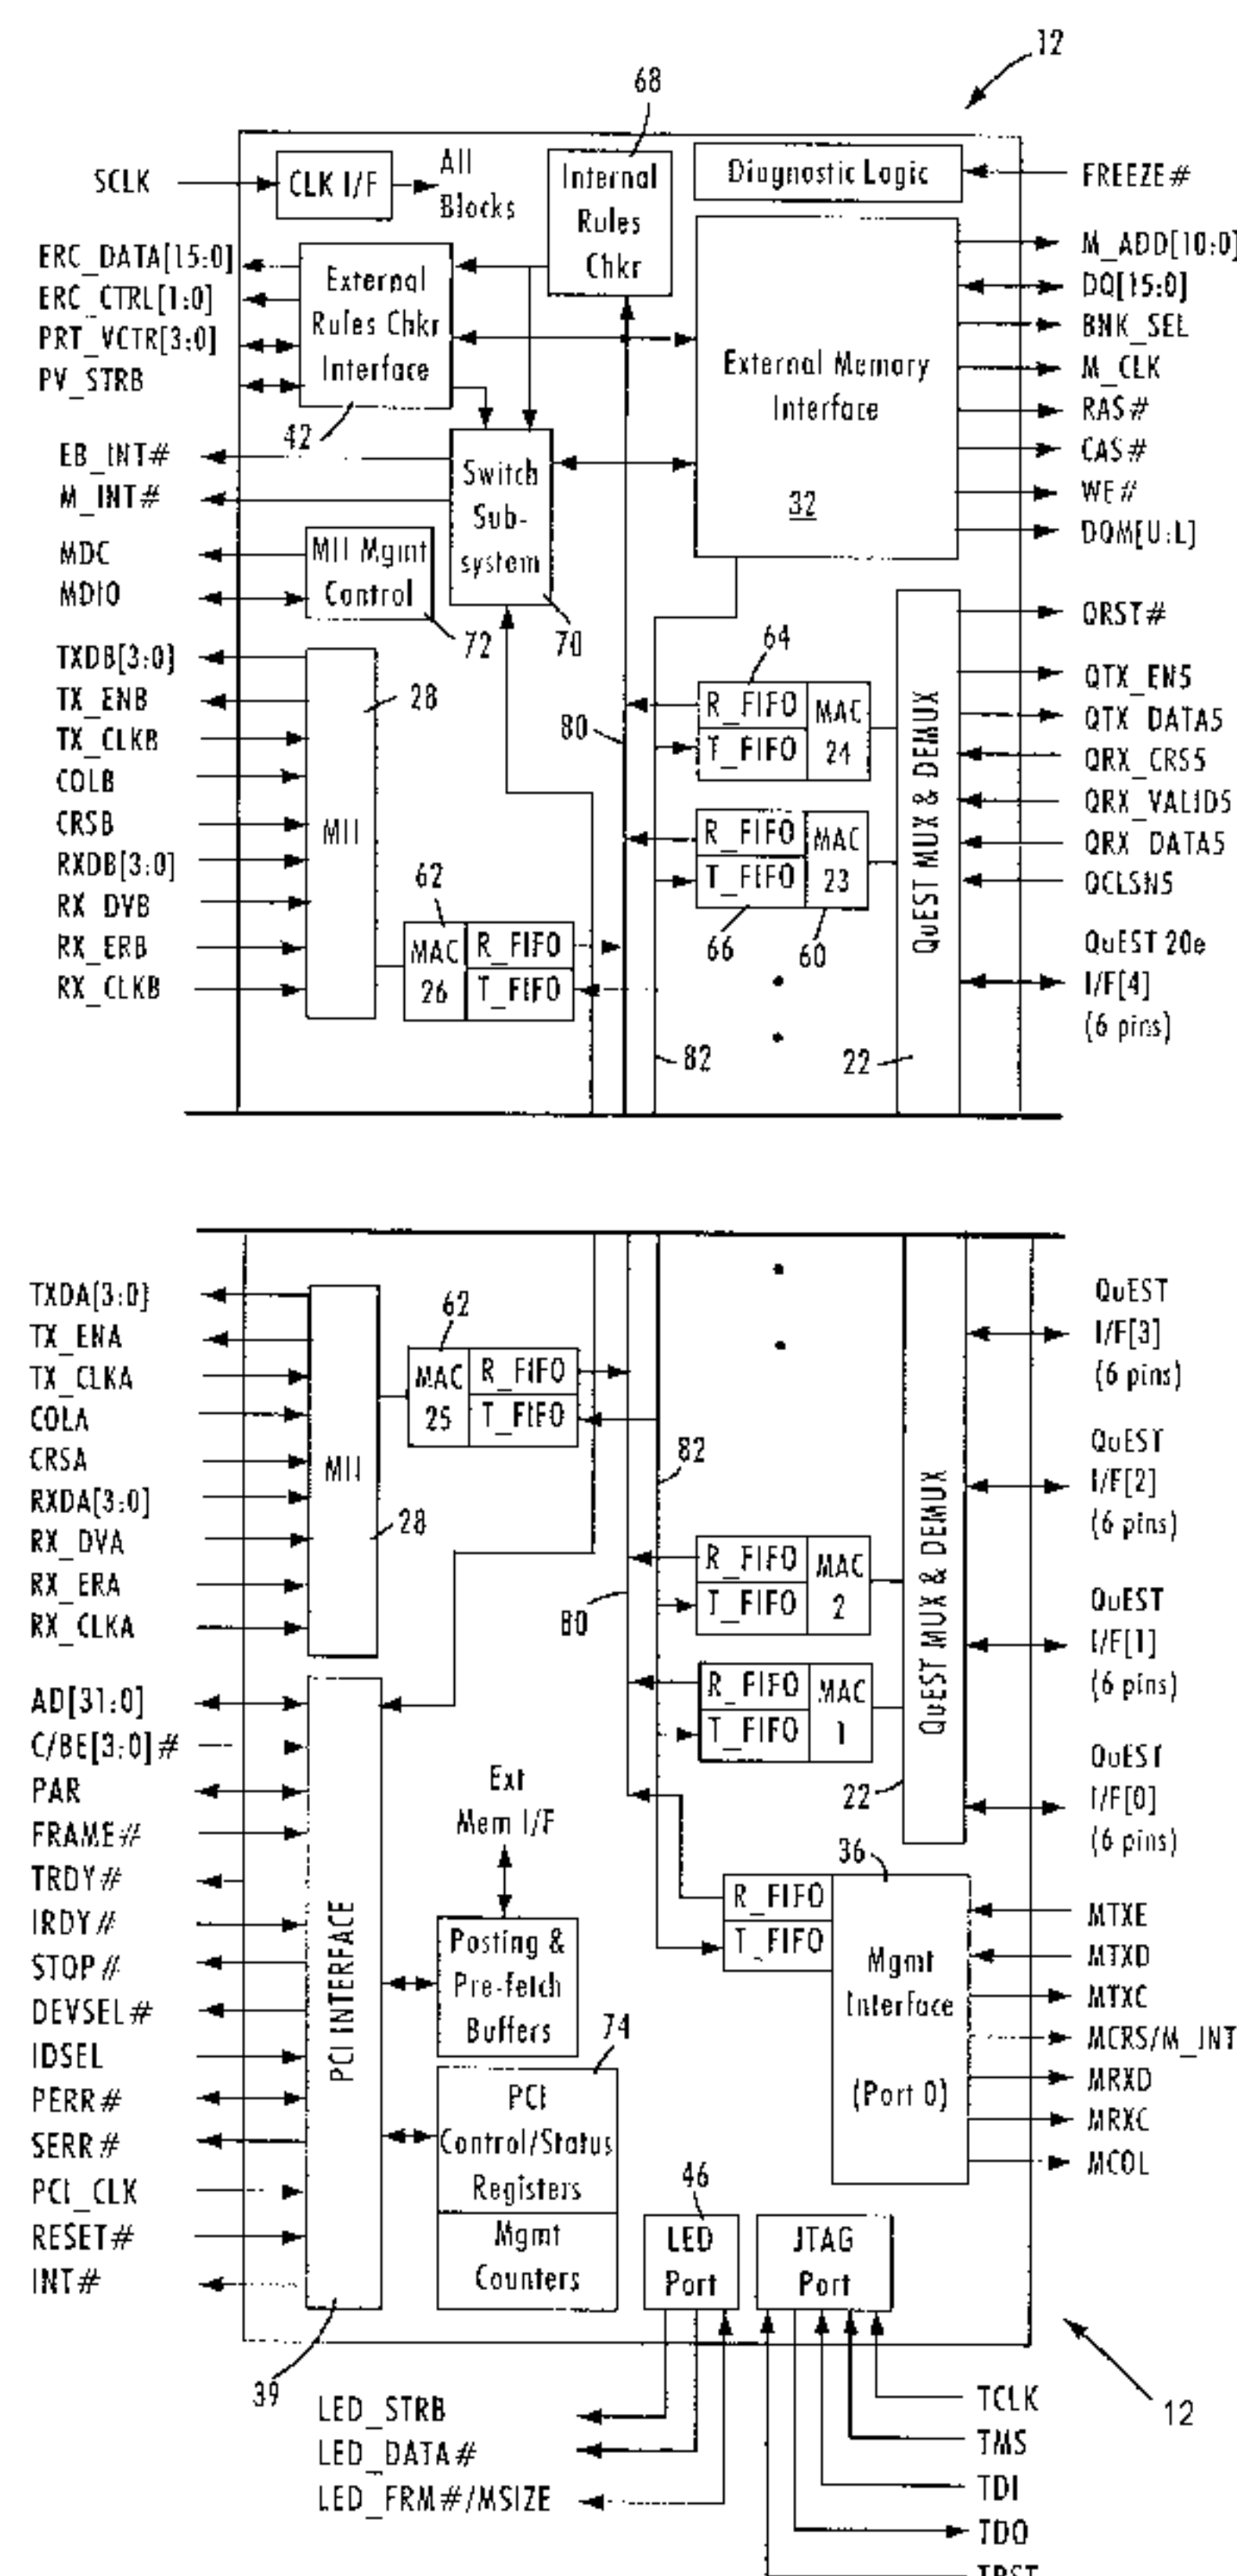 12
68
SCLK
CLK I/F
All
Blocks
Internal
Rules
Chkr
Diagnostic Logic
FREEZE#
ERC_DATA[15:0]
ERC_CTRL[1:0]
PRT_VCTR[3:0]
PV_STRB
External
Rules Chkr
Interface
42
External Memory
Interface
32
M_ADD[10:0]
DQ[15:0]
BNK_SEL
M_CLK
RAS#
CAS#
WE#
DQM[U:L]
EB_INT#
M_INT#
Switch
Sub-
system
70
MDC
MDIO
MII Mgmt
Control
72
TXDB[3:0]
TX_ENB
TX_CLKB
COLB
CRSB
RXDB[3:0]
RX_DVB
RX_ERB
RX_CLKB
28
MII
62
MAC
26
R_FIFO
T_FIFO
80
82
64
R_FIFO
T_FIFO
MAC
24
R_FIFO
T_FIFO
MAC
23
66
60
QuEST MUX & DEMUX
22
QRST#
QTX_EN5
QTX_DATA5
QRX_CRS5
QRX_VALID5
QRX_DATA5
QCLSN5
QuEST 20e
I/F[4]
(6 pins)
TXDA[3:0]
TX_ENA
TX_CLKA
COLA
CRSA
RXDA[3:0]
RX_DVA
RX_ERA
RX_CLKA
MII
28
62
MAC
25
R_FIFO
T_FIFO
82
80
R_FIFO
T_FIFO
MAC
2
R_FIFO
T_FIFO
MAC
1
QuEST MUX & DEMUX
22
QuEST
I/F[3]
(6 pins)
QuEST
I/F[2]
(6 pins)
QuEST
I/F[1]
(6 pins)
QuEST
I/F[0]
(6 pins)
AD[31:0]
C/BE[3:0]#
PAR
FRAME#
TRDY#
IRDY#
STOP#
DEVSEL#
IDSEL
PERR#
SERR#
PCI_CLK
RESET#
INT#
PCI INTERFACE
39
Ext
Mem I/F
Posting &
Pre-fetch
Buffers
74
PCI
Control/Status
Registers
Mgmt
Counters
36
R_FIFO
T_FIFO
Mgmt
Interface
(Port 0)
MTXE
MTXD
MTXC
MCRS/M_INT
MRXD
MRXC
MCOL
46
LED
Port
JTAG
Port
12
LED_STRB
LED_DATA#
LED_FRM#/MSIZE
TCLK
TMS
TDI
TDO
TRST